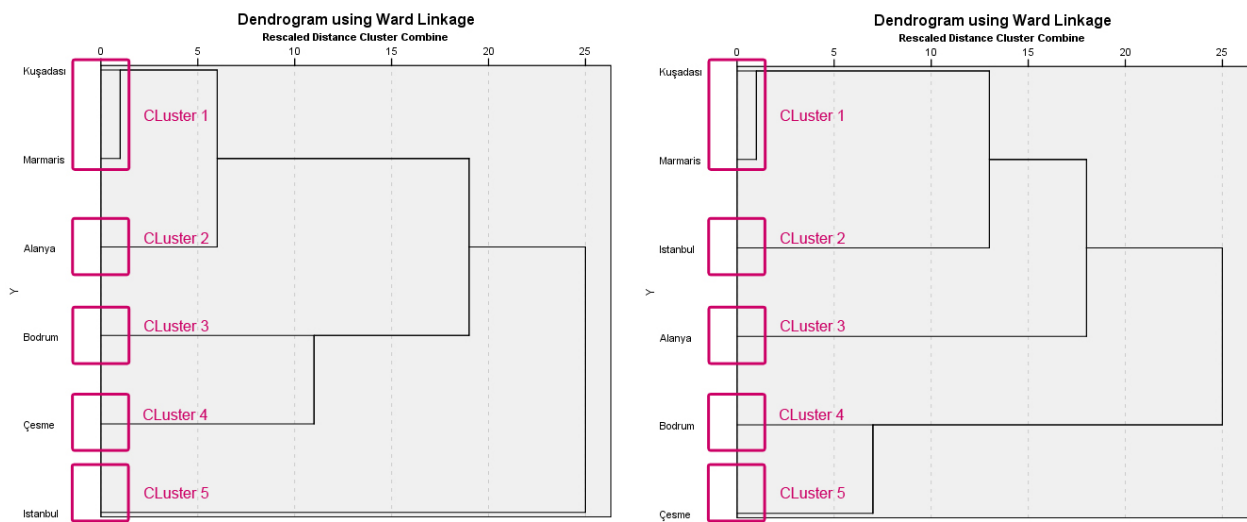 Dendrogram using Ward Linkage
Rescaled Distance Cluster Combine
0 5 10 15 20 25
Kuşadası
CLuster 1
Marmaris
Alanya
CLuster 2
Y
Bodrum
CLuster 3
Çesme
CLuster 4
Istanbul
CLuster 5
Dendrogram using Ward Linkage
Rescaled Distance Cluster Combine
0 5 10 15 20 25
Kuşadası
CLuster 1
Marmaris
Istanbul
CLuster 2
Y
Alanya
CLuster 3
Bodrum
CLuster 4
Çesme
CLuster 5